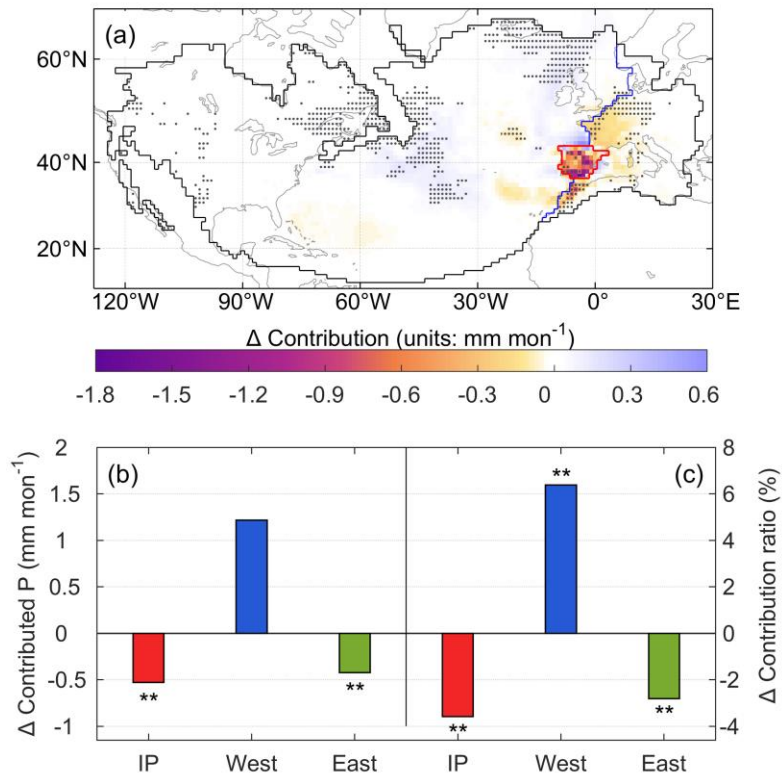 (a)
60°N
40°N
20°N
120°W 90°W 60°W 30°W 0° 30°E
Δ Contribution (units: mm mon⁻¹)
-1.8 -1.5 -1.2 -0.9 -0.6 -0.3 0 0.3 0.6
(b)
Δ Contributed P (mm mon⁻¹)
2
1.5
1
0.5
0
-0.5
-1
**
**
IP West East
(c)
Δ Contribution ratio (%)
8
6
4
2
0
-2
-4
**
**
**
IP West East